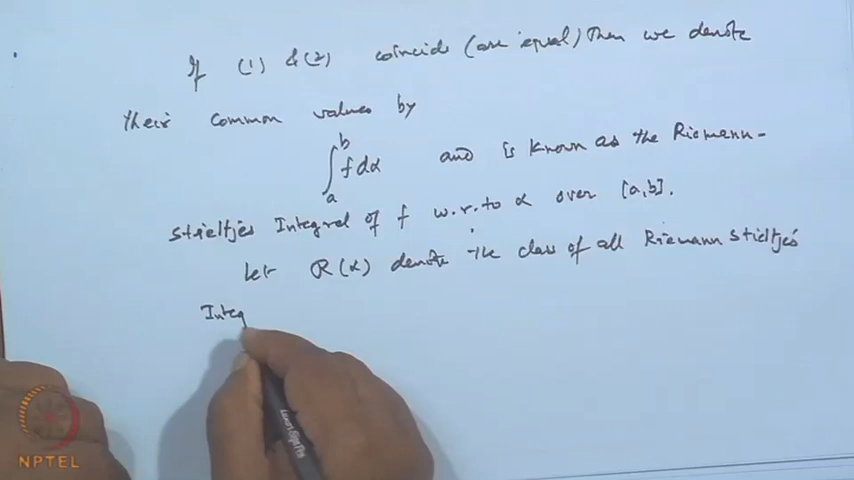 If (1) & (2) coincide (are equal) Then we denote
their common values by
∫_a^b f dα and is known as the Riemann-
Stieltjes Integral of f w.r.to α over [a,b].
Let R(α) denote the class of all Riemann Stieltjes
Integ
NPTEL